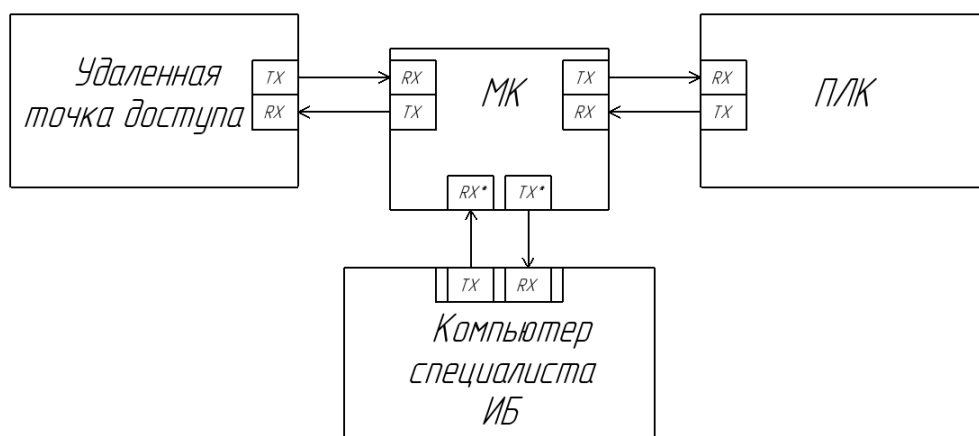 Удаленная
точка доступа
TX
RX
RX
TX
МК
TX
RX
RX
TX
ПЛК
RX*
TX*
TX
RX
Компьютер
специалиста
ИБ